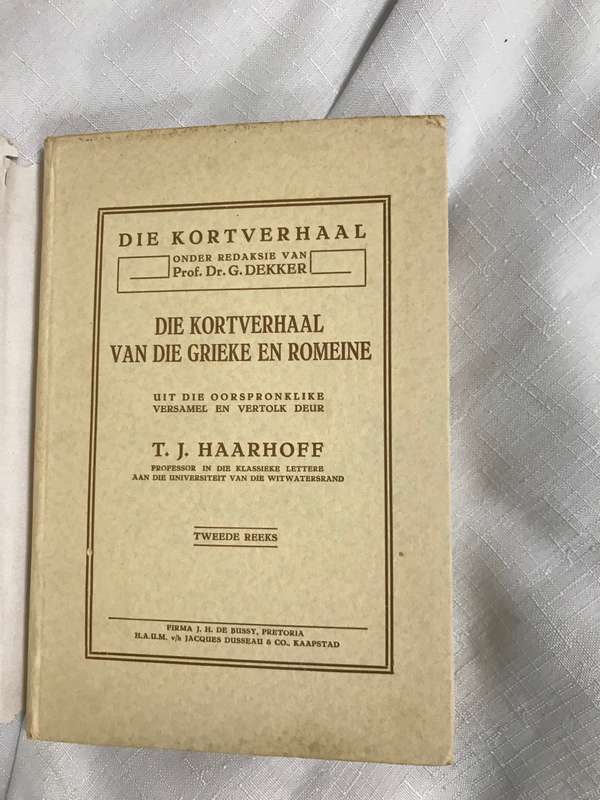 DIE KORTVERHAAL
ONDER REDAKSIE VAN
Prof. Dr. G. DEKKER
DIE KORTVERHAAL
VAN DIE GRIEKE EN ROMEINE
UIT DIE OORSPRONKLIKE
VERSAMEL EN VERTOLK DEUR
T. J. HAARHOFF
PROFESSOR IN DIE KLASSIEKE LETTERE
AAN DIE UNIVERSITEIT VAN DIE WITWATERSRAND
TWEEDE REEKS
FIRMA J. H. DE BUSSY, PRETORIA
H.A.U.M. v/h JACQUES DUSSEAU & CO., KAAPSTAD